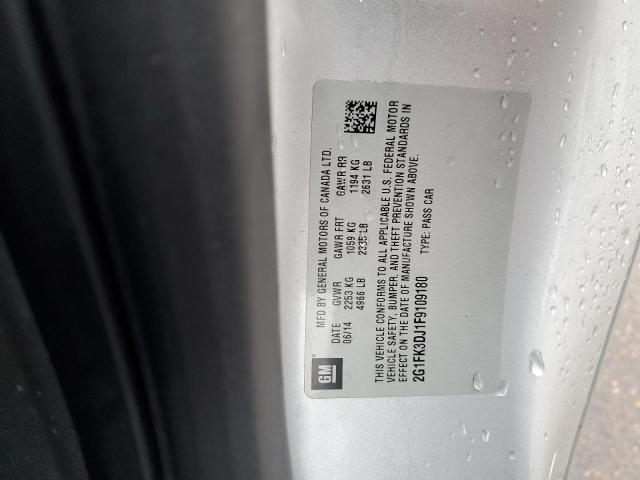 GM
MFD BY GENERAL MOTORS OF CANADA LTD.
DATE GVWR GAWR FRT GAWR RR
06/14 2253 KG 1059 KG 1194 KG
4966 LB 2335 LB 2631 LB
THIS VEHICLE CONFORMS TO ALL APPLICABLE U.S. FEDERAL MOTOR
VEHICLE SAFETY, BUMPER, AND THEFT PREVENTION STANDARDS IN
EFFECT ON THE DATE OF MANUFACTURE SHOWN ABOVE.
2G1FK3DJ1F9109180 TYPE: PASS CAR